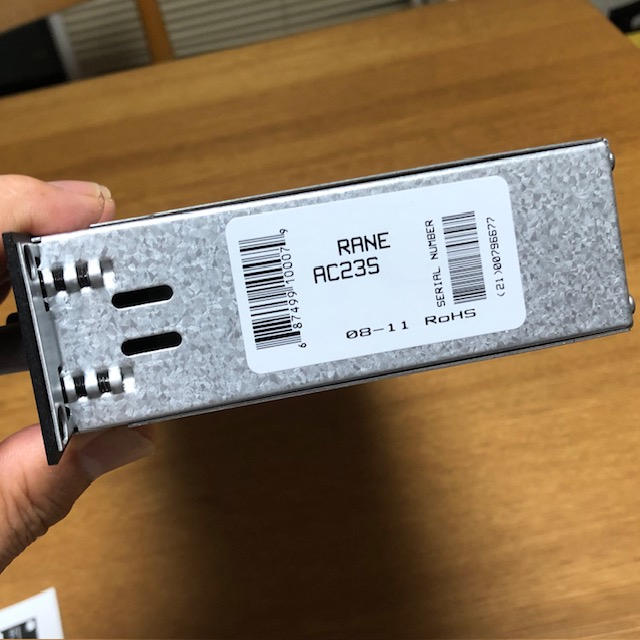 RANE
AC23S
6 87499 10007 9
SERIAL NUMBER
(21)00796677
08-11 RoHS